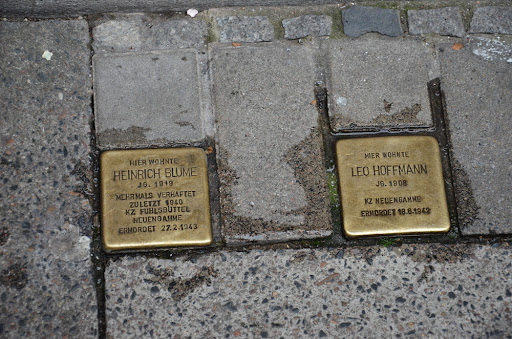 HIER WOHNTE
HEINRICH BLUME
JG. 1919
MEHRMALS VERHAFTET
ZULETZT 1940
KZ FUHLSBÜTTEL
NEUENGAMME
ERMORDET 27.2.1943
HIER WOHNTE
LEO HOFFMANN
JG. 1908
KZ NEUENGAMME
ERMORDET 18.6.1942